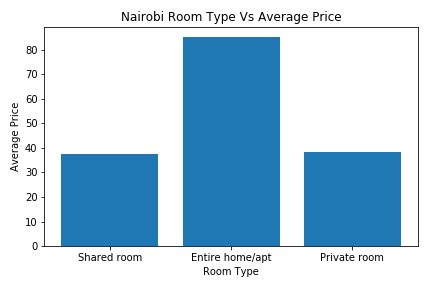 Nairobi Room Type Vs Average Price
Average Price
80
70
60
50
40
30
20
10
0
Shared room Entire home/apt Private room
Room Type